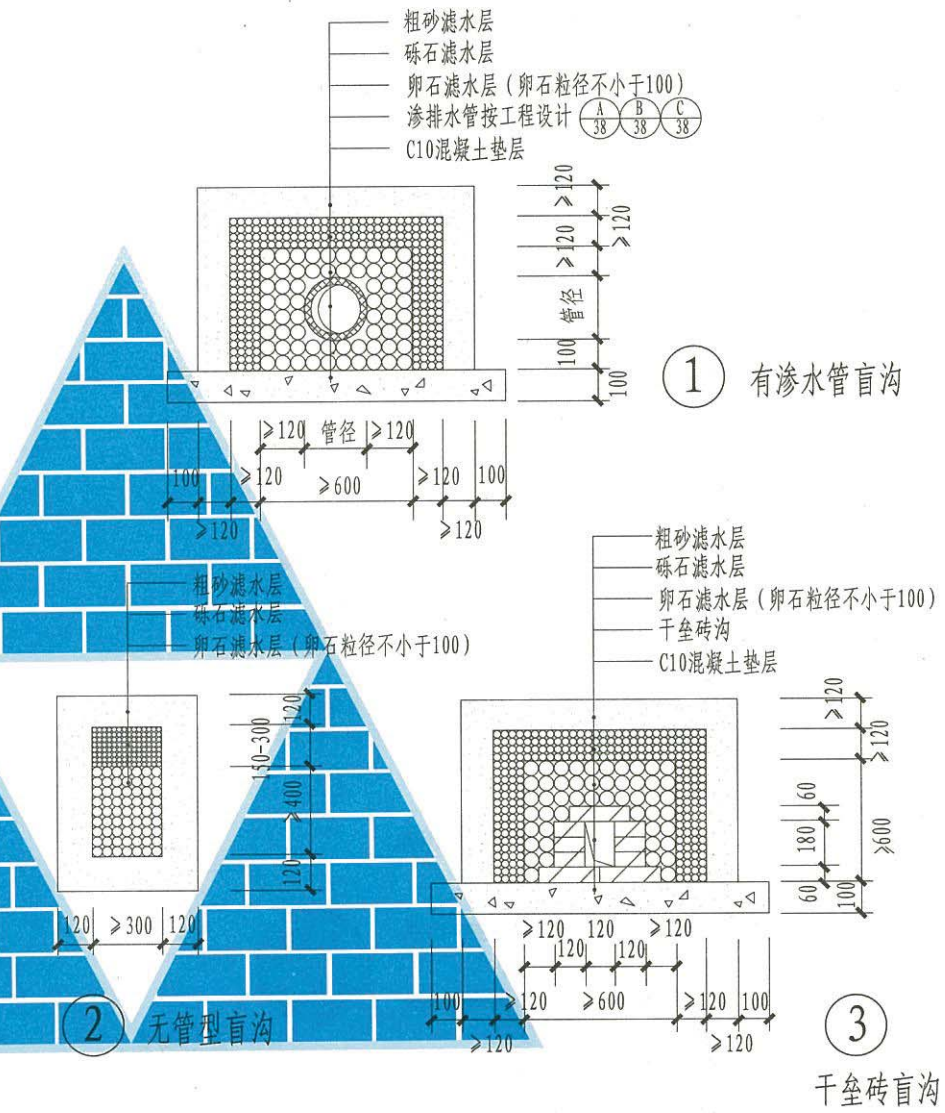 粗砂滤水层
砾石滤水层
卵石滤水层（卵石粒径不小于100）
渗排水管按工程设计 A/38 B/38 C/38
C10混凝土垫层
≥120
≥120
≥120
管径
100
100
≥120 管径 ≥120
100 ≥120 ≥600 ≥120 100
≥120 ≥120
① 有渗水管盲沟
粗砂滤水层
砾石滤水层
卵石滤水层（卵石粒径不小于100）
120
150-300
≥400
120
120 ≥300 120
② 无管型盲沟
粗砂滤水层
砾石滤水层
卵石滤水层（卵石粒径不小于100）
干垒砖沟
C10混凝土垫层
≥120
≥120
60
180
≥600
60
100
≥120 120 ≥120
120 120
100 ≥120 ≥600 ≥120 100
≥120 ≥120
③
干垒砖盲沟